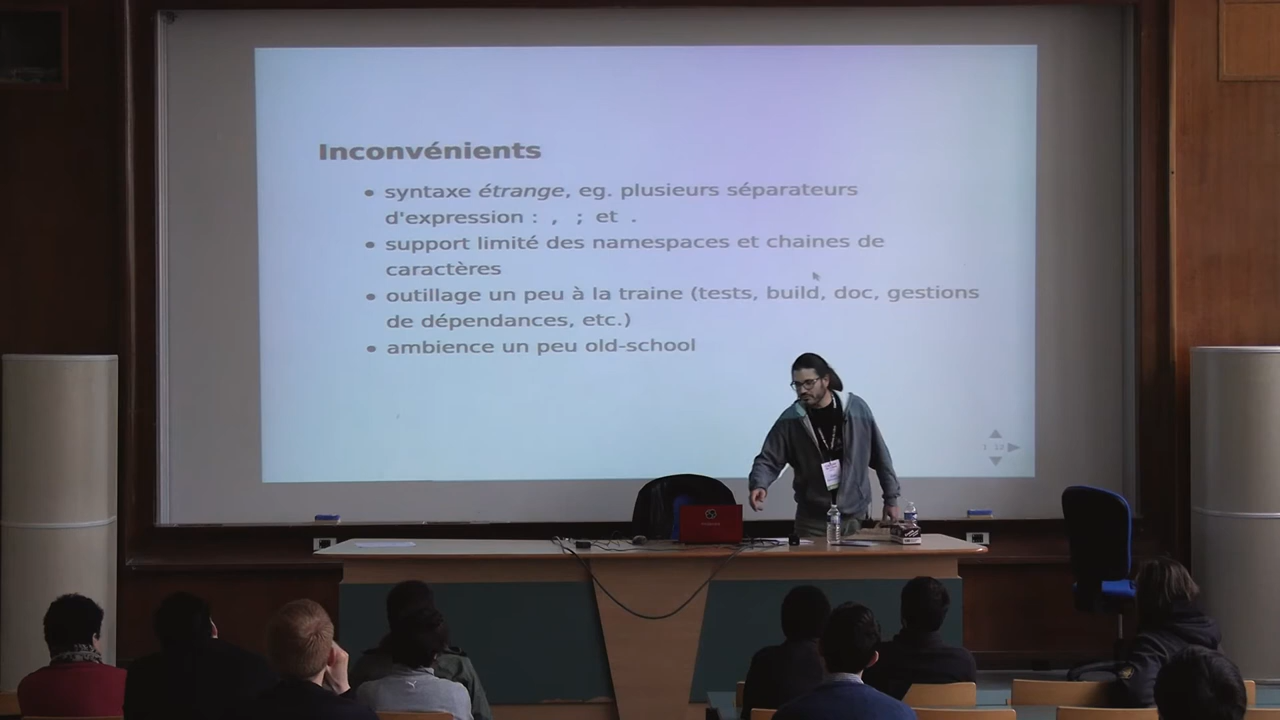 Inconvénients
• syntaxe étrange, eg. plusieurs séparateurs
d'expression : , ; et .
• support limité des namespaces et chaines de
caractères
• outillage un peu à la traine (tests, build, doc, gestions
de dépendances, etc.)
• ambience un peu old-school